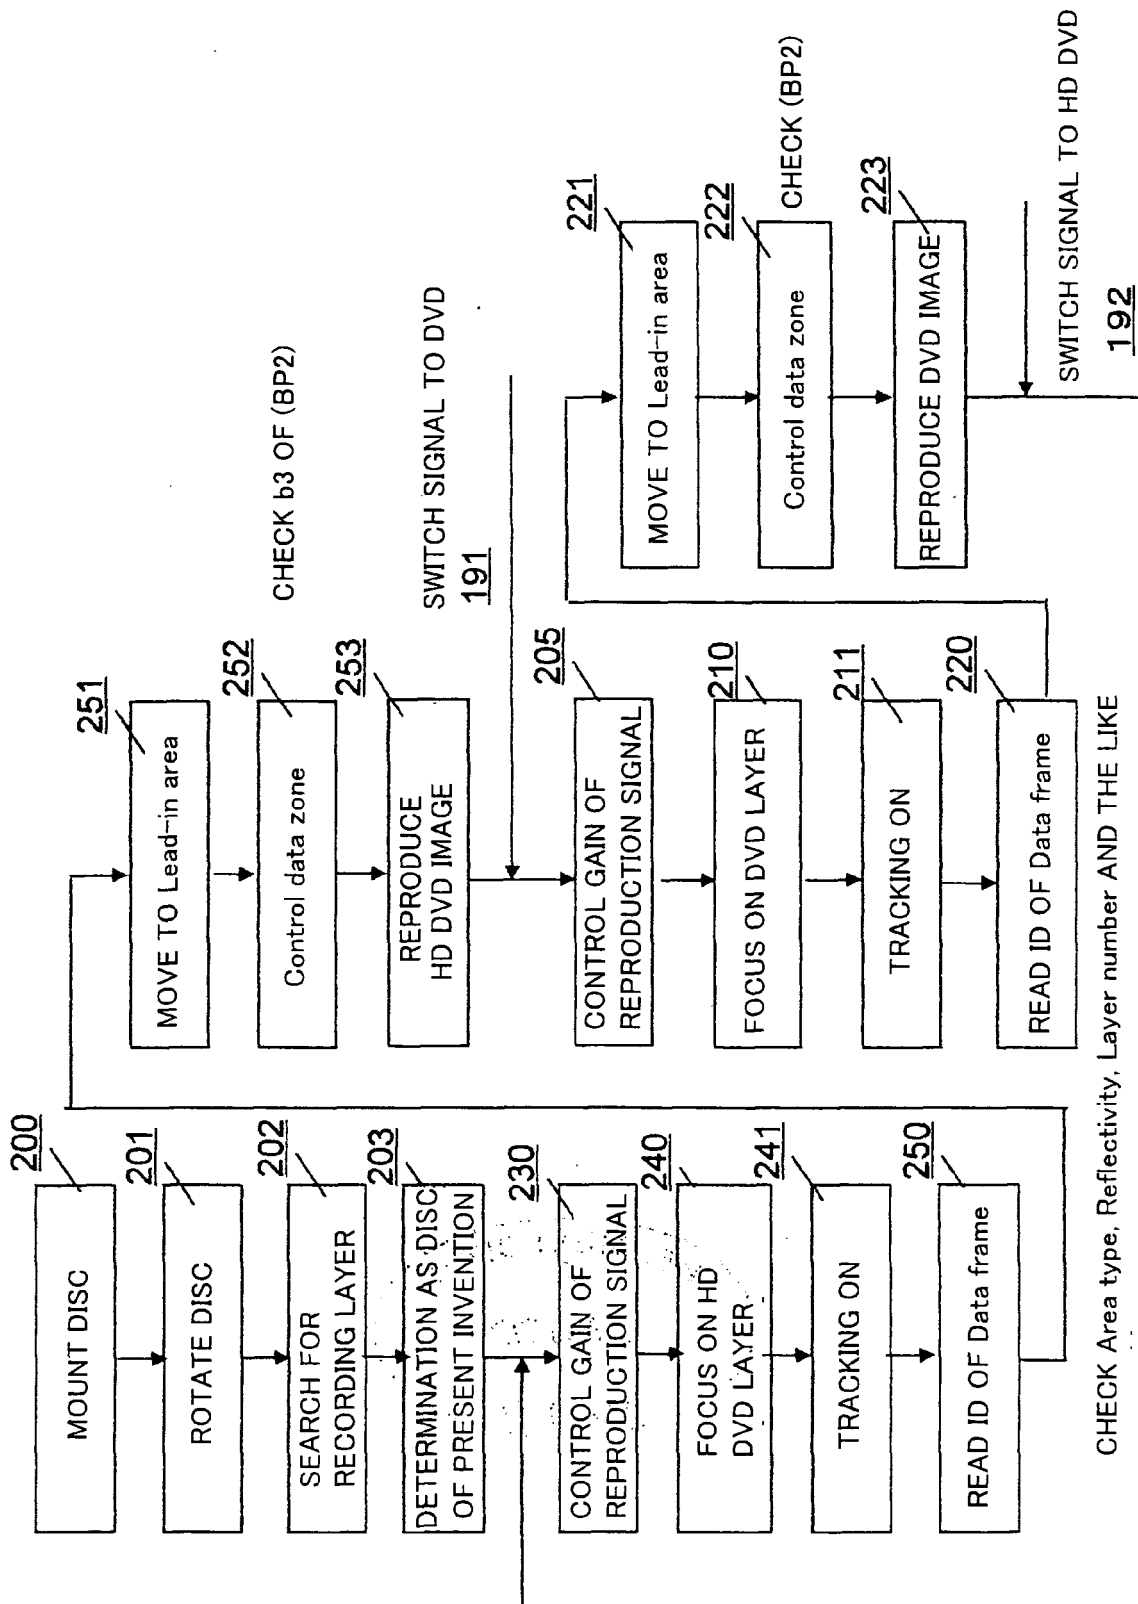 200
MOUNT DISC
201
ROTATE DISC
202
SEARCH FOR
RECORDING LAYER
203
DETERMINATION AS DISC
OF PRESENT INVENTION
230
CONTROL GAIN OF
REPRODUCTION SIGNAL
240
FOCUS ON HD
DVD LAYER
241
TRACKING ON
250
READ ID OF Data frame
CHECK Area type, Reflectivity, Layer number AND THE LIKE
251
MOVE TO Lead-in area
252
Control data zone
CHECK b3 OF (BP2)
253
REPRODUCE
HD DVD IMAGE
SWITCH SIGNAL TO DVD
191
205
CONTROL GAIN OF
REPRODUCTION SIGNAL
210
FOCUS ON DVD LAYER
211
TRACKING ON
220
READ ID OF Data frame
221
MOVE TO Lead-in area
222
Control data zone
CHECK (BP2)
223
REPRODUCE DVD IMAGE
SWITCH SIGNAL TO HD DVD
192